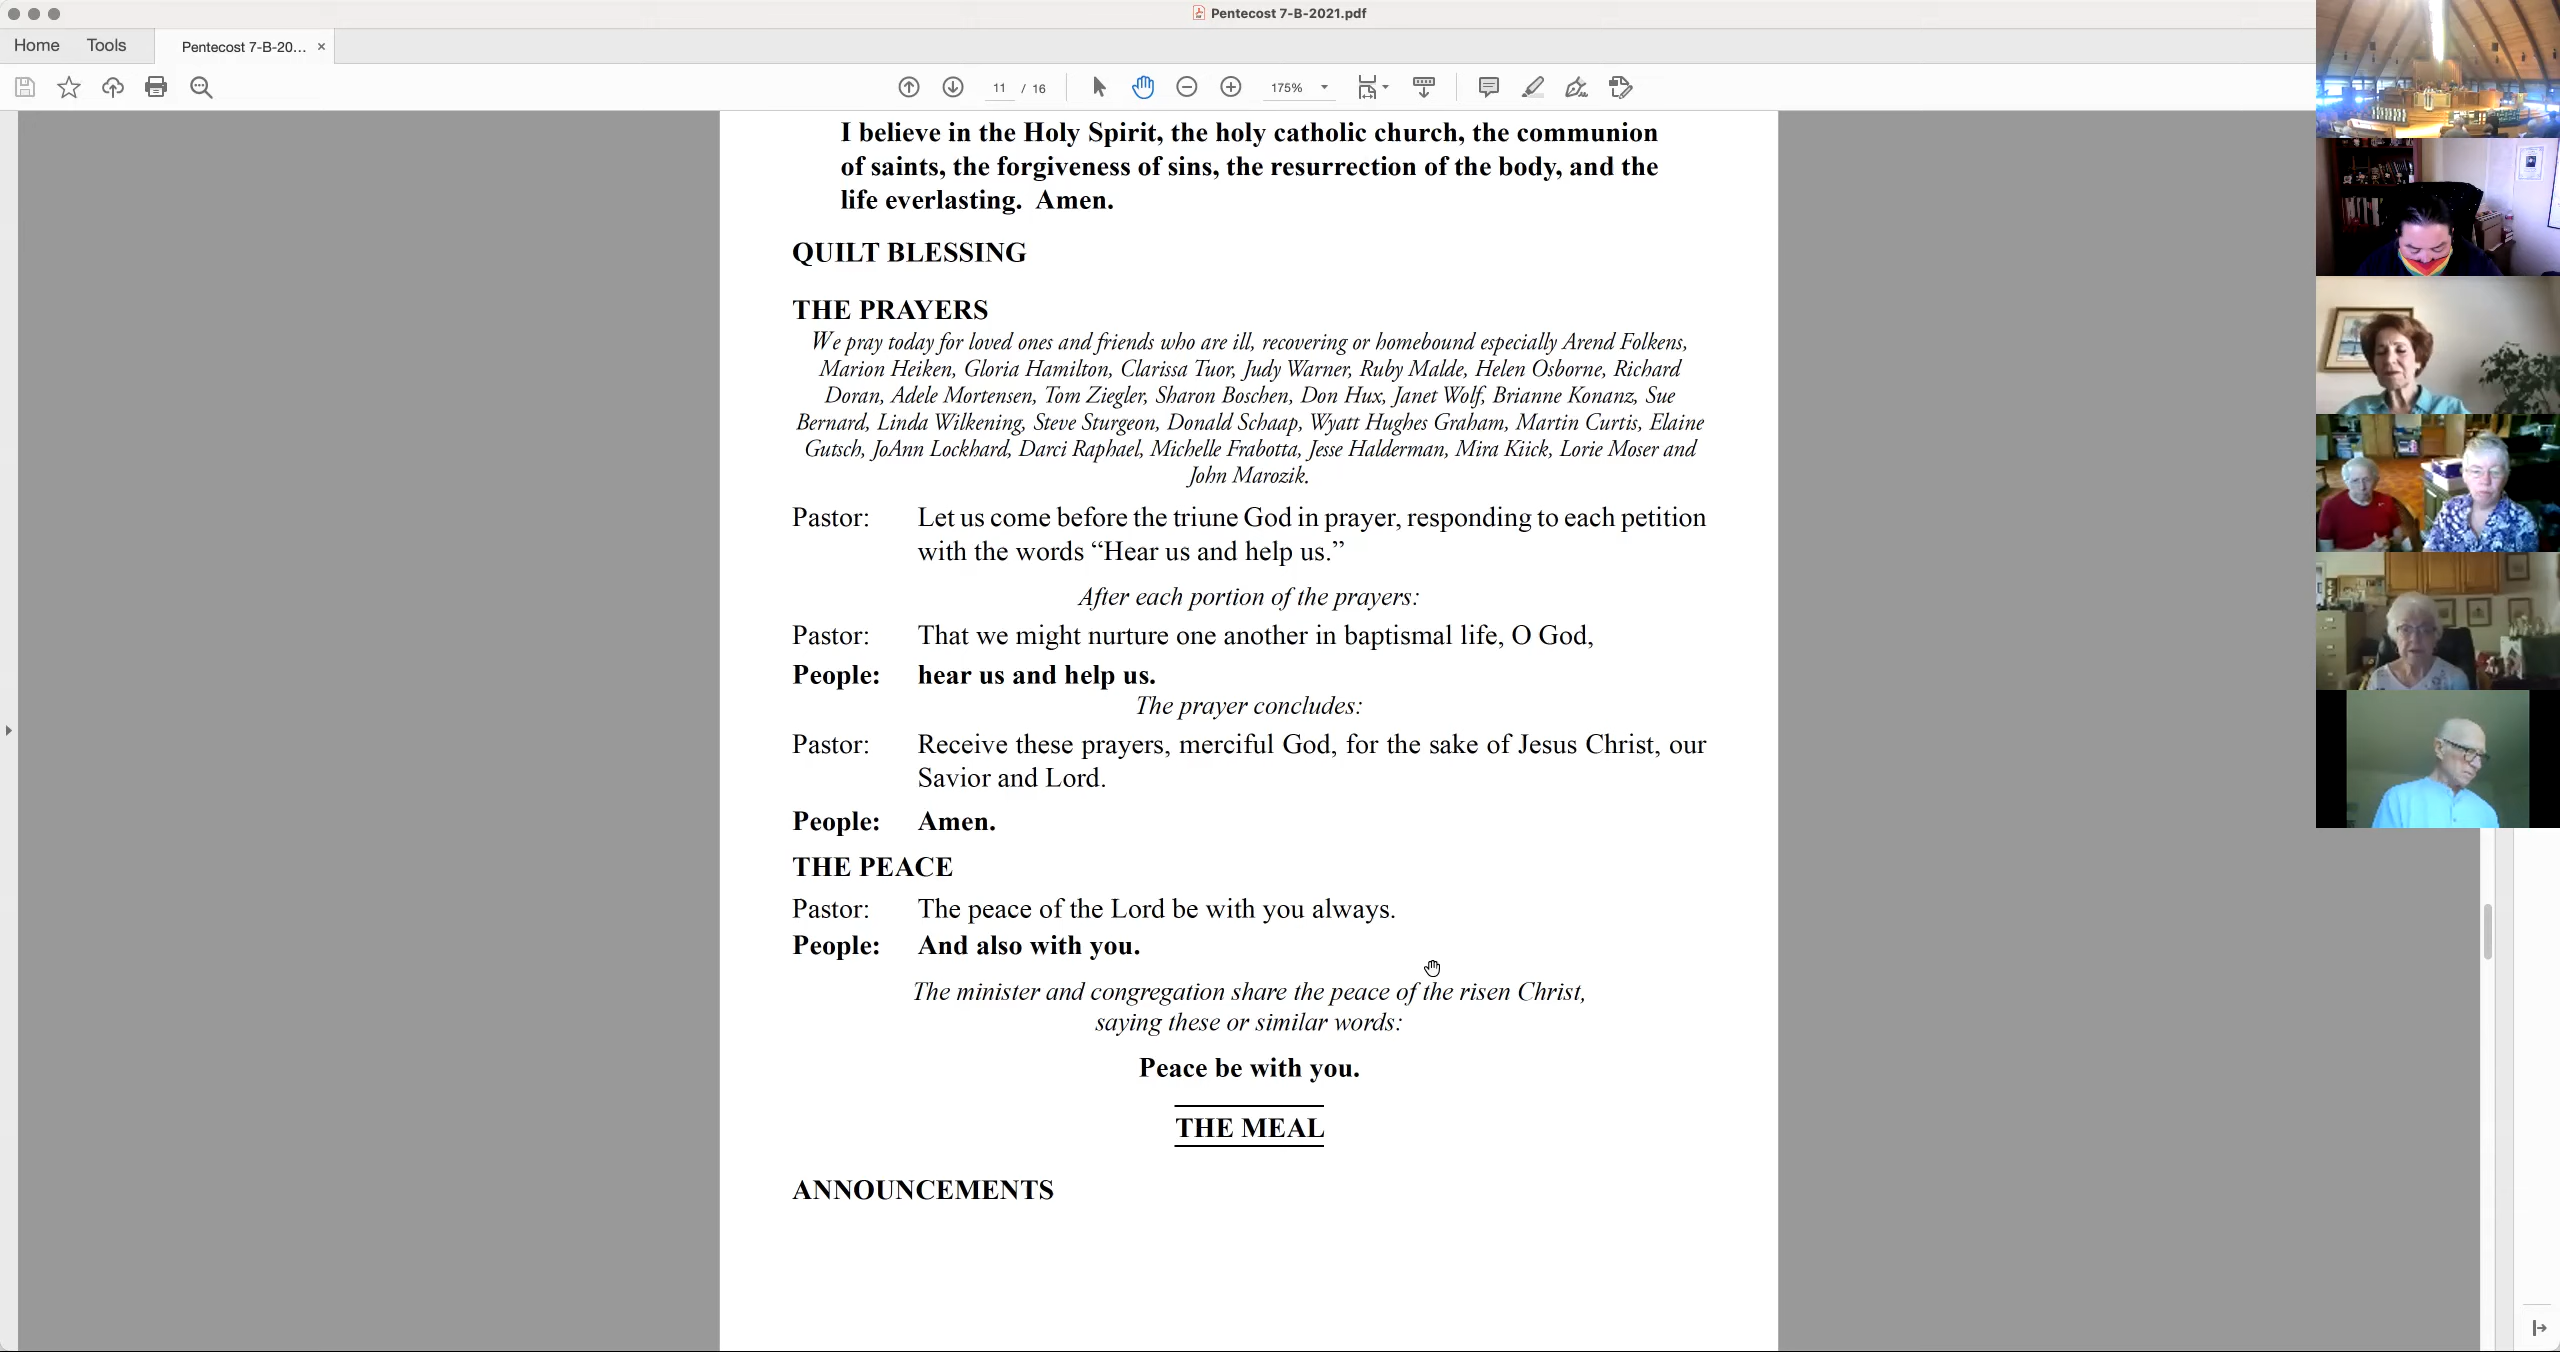 Pentecost 7-B-2021.pdf
Home Tools Pentecost 7-B-20... ×
11 / 16 175%
I believe in the Holy Spirit, the holy catholic church, the communion
of saints, the forgiveness of sins, the resurrection of the body, and the
life everlasting. Amen.
QUILT BLESSING
THE PRAYERS
We pray today for loved ones and friends who are ill, recovering or homebound especially Arend Folkens,
Marion Heiken, Gloria Hamilton, Clarissa Tuor, Judy Warner, Ruby Malde, Helen Osborne, Richard
Doran, Adele Mortensen, Tom Ziegler, Sharon Boschen, Don Hux, Janet Wolf, Brianne Konanz, Sue
Bernard, Linda Wilkening, Steve Sturgeon, Donald Schaap, Wyatt Hughes Graham, Martin Curtis, Elaine
Gutsch, JoAnn Lockhard, Darci Raphael, Michelle Frabotta, Jesse Halderman, Mira Kiick, Lorie Moser and
John Marozik.
Pastor: Let us come before the triune God in prayer, responding to each petition
with the words “Hear us and help us.”
After each portion of the prayers:
Pastor: That we might nurture one another in baptismal life, O God,
People: hear us and help us.
The prayer concludes:
Pastor: Receive these prayers, merciful God, for the sake of Jesus Christ, our
Savior and Lord.
People: Amen.
THE PEACE
Pastor: The peace of the Lord be with you always.
People: And also with you.
The minister and congregation share the peace of the risen Christ,
saying these or similar words:
Peace be with you.
THE MEAL
ANNOUNCEMENTS